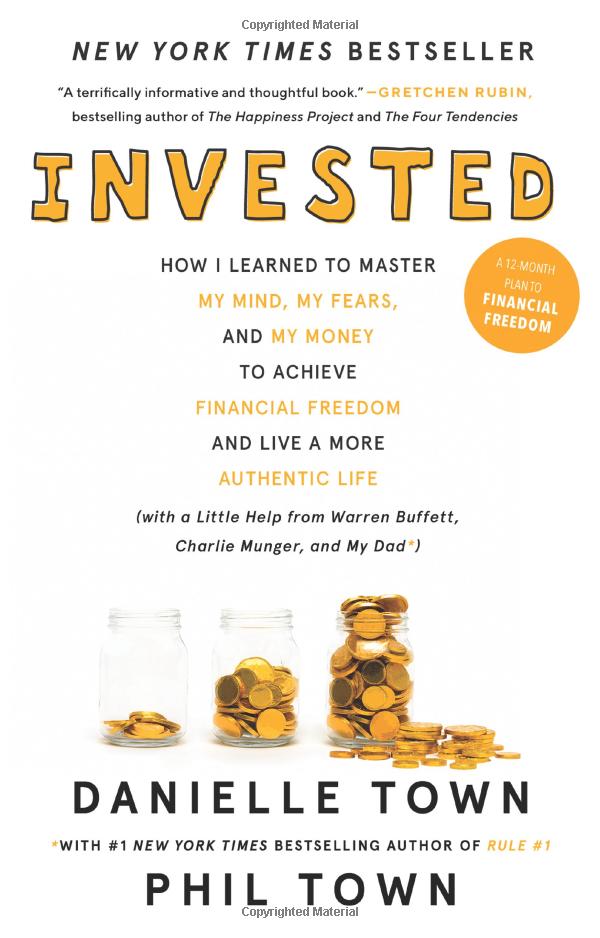 Copyrighted Material
NEW YORK TIMES BESTSELLER
“A terrifically informative and thoughtful book.” —GRETCHEN RUBIN,
bestselling author of The Happiness Project and The Four Tendencies
INVESTED
HOW I LEARNED TO MASTER
MY MIND, MY FEARS,
AND MY MONEY
TO ACHIEVE
FINANCIAL FREEDOM
AND LIVE A MORE
AUTHENTIC LIFE
(with a Little Help from Warren Buffett,
Charlie Munger, and My Dad*)
A 12-MONTH
PLAN TO
FINANCIAL
FREEDOM
DANIELLE TOWN
*WITH #1 NEW YORK TIMES BESTSELLING AUTHOR OF RULE #1
PHIL TOWN
Copyrighted Material